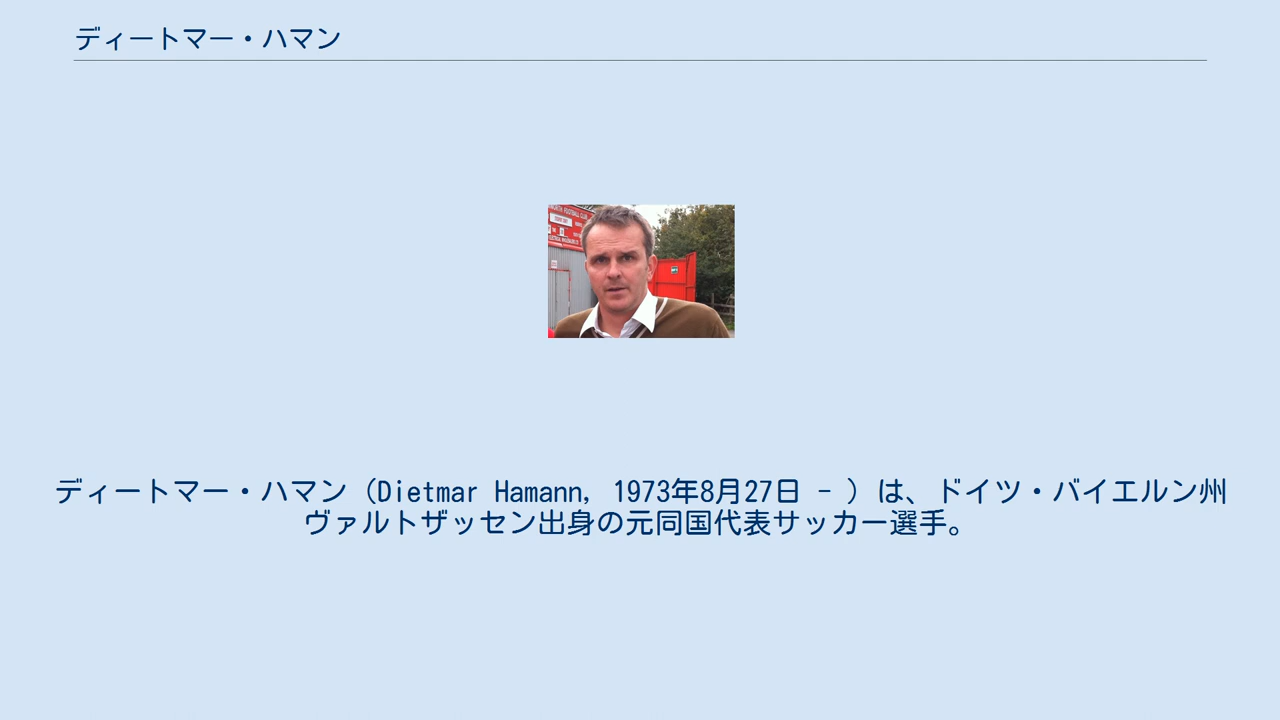 ディートマー・ハマン
ディートマー・ハマン（Dietmar Hamann, 1973年8月27日 - ）は、ドイツ・バイエルン州
ヴァルトザッセン出身の元同国代表サッカー選手。